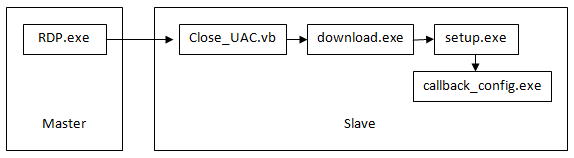 RDP.exe
Close_UAC.vb
download.exe
setup.exe
callback_config.exe
Master
Slave